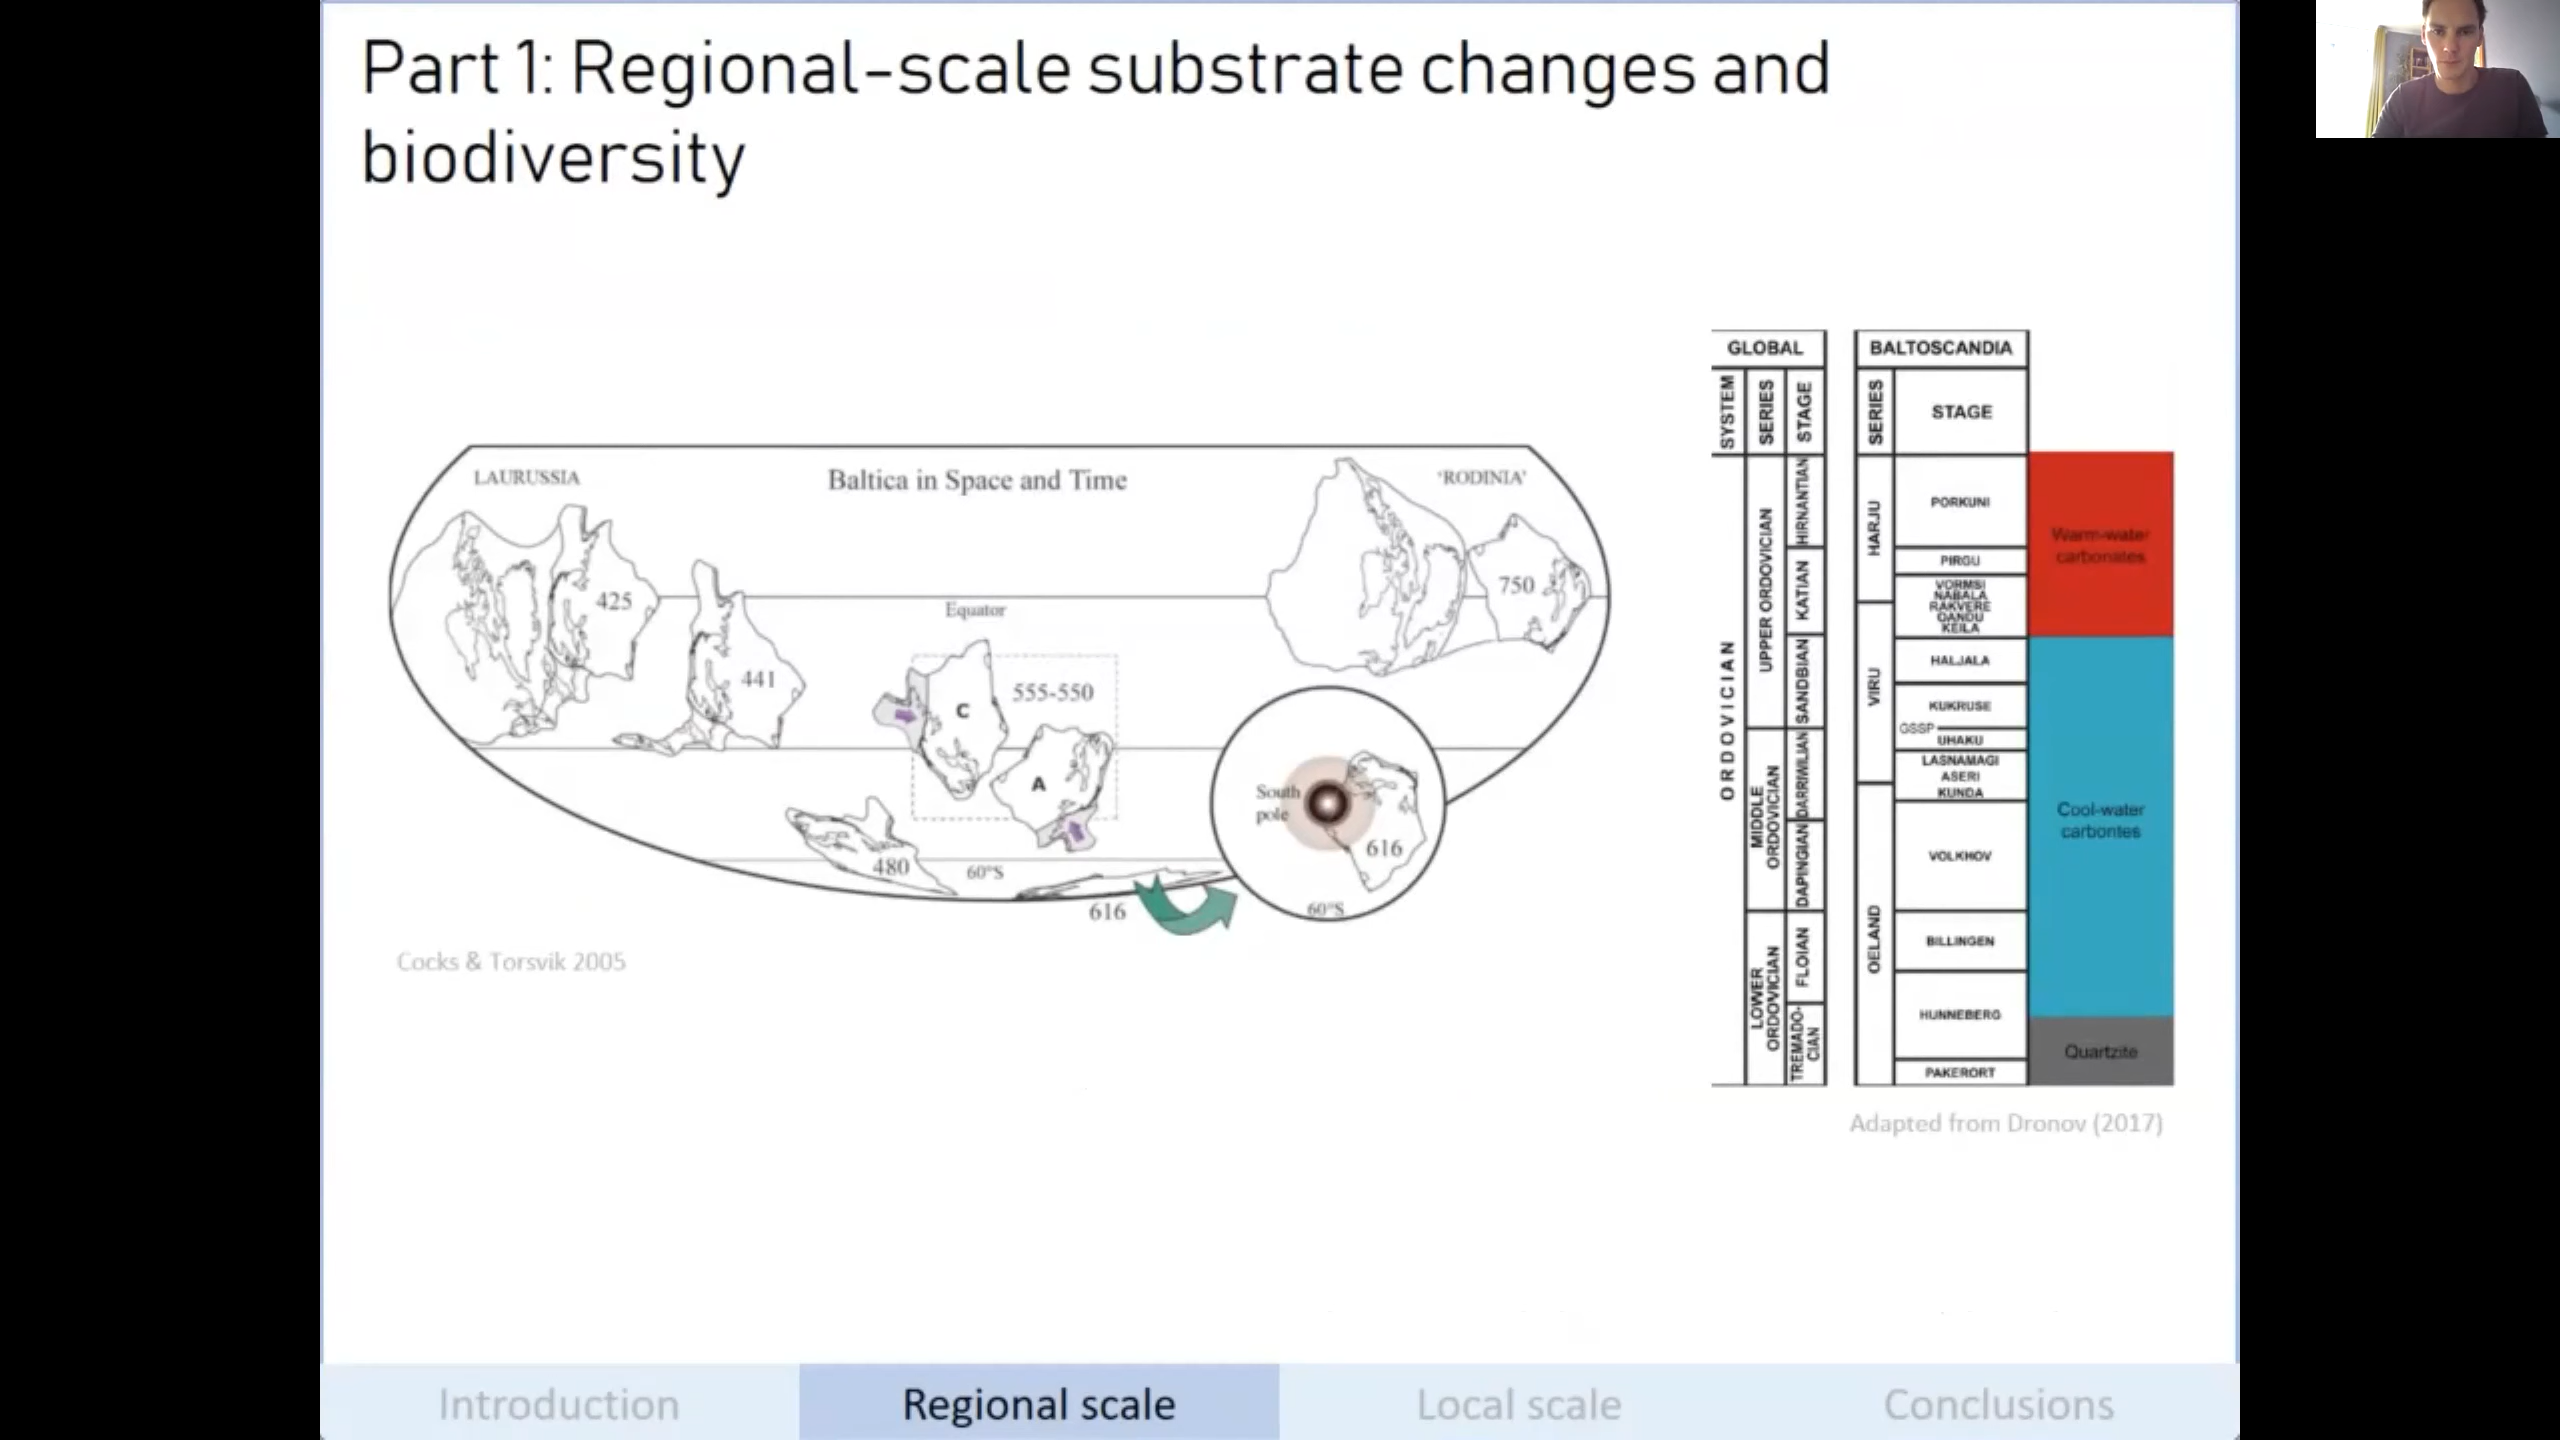 Part 1: Regional-scale substrate changes and
biodiversity
LAURUSSIA
Baltica in Space and Time
'RODINIA'
425
441
Equator
C
555-550
A
750
480
60°S
616
South
pole
616
60°S
Cocks & Torsvik 2005
GLOBAL
BALTOSCANDIA
SYSTEM
SERIES
STAGE
SERIES
STAGE
ORDOVICIAN
UPPER ORDOVICIAN
MIDDLE
ORDOVICIAN
LOWER
ORDOVICIAN
HIRNANTIAN
KATIAN
SANDBIAN
DARRIWILIAN
DAPINGIAN
FLOIAN
TREMADO-
CIAN
HARJU
VIRU
OELAND
PORKUNI
PIRGU
VORMSI
NABALA
RAKVERE
OANDU
KEILA
HALJALA
KUKRUSE
GSSP
UHAKU
LASNAMAGI
ASERI
KUNDA
VOLKHOV
BILLINGEN
HUNNEBERG
PAKERORT
Warm-water
carbonates
Cool-water
carbontes
Quartzite
Adapted from Dronov (2017)
Introduction
Regional scale
Local scale
Conclusions